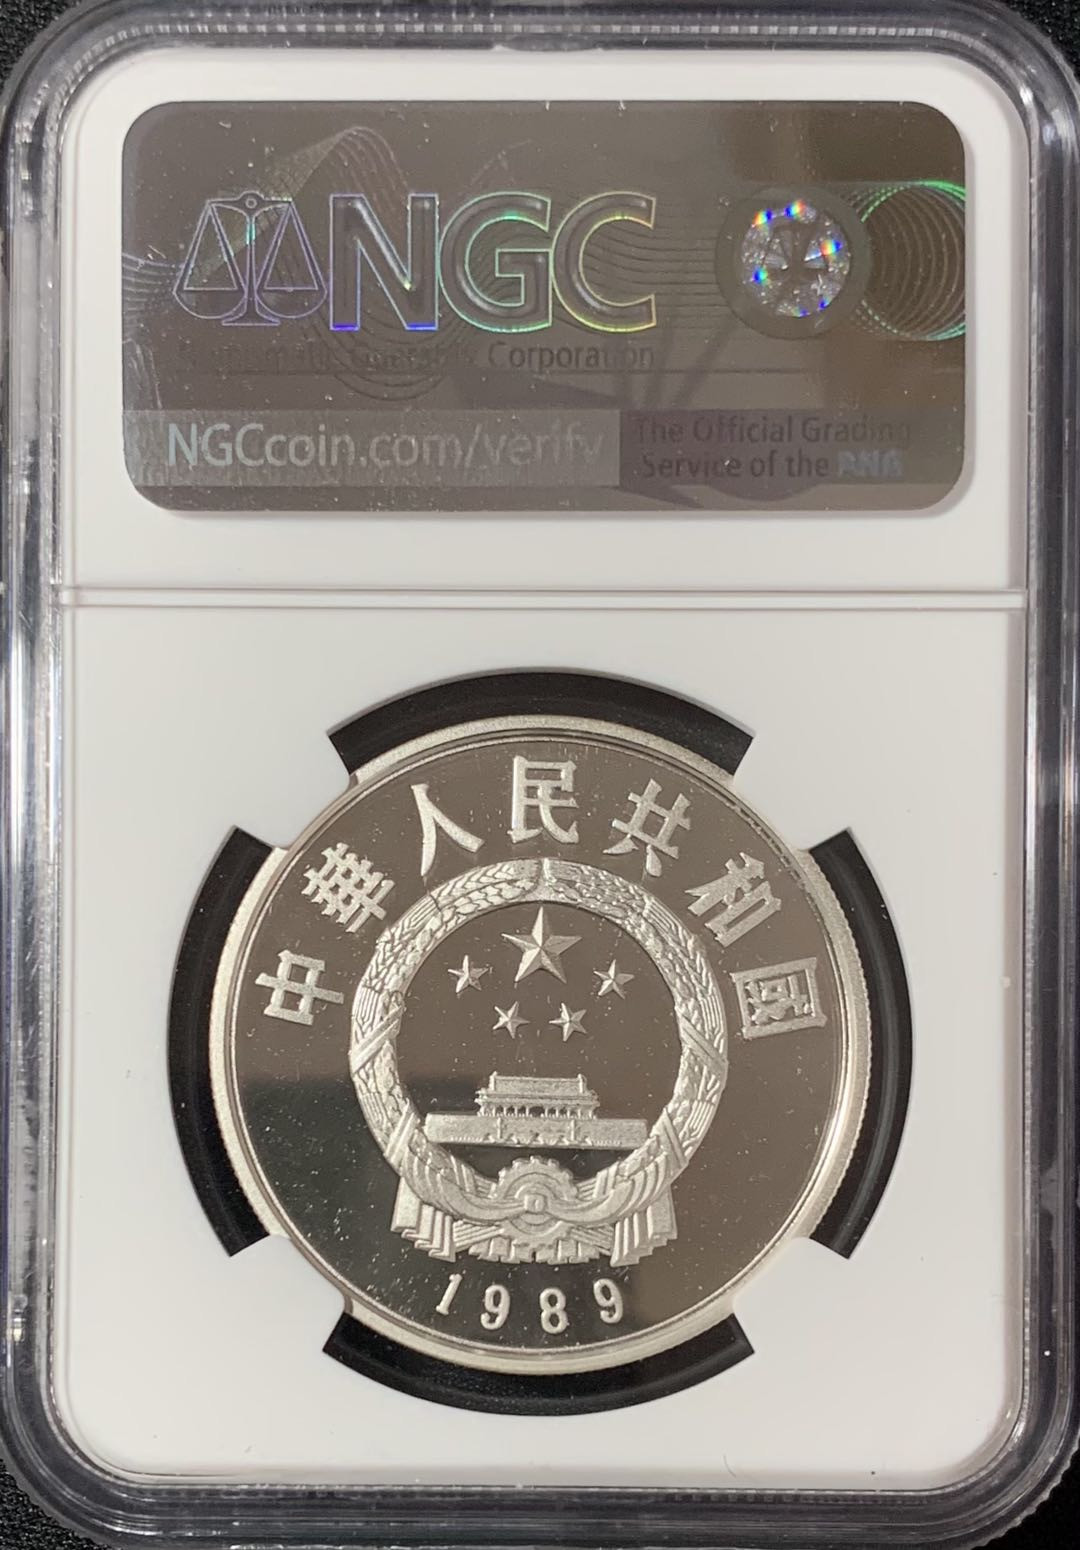 NGC
Numismatic Guaranty Corporation
NGCcoin.com/verify
The Official Grading
Service of the ANA
中華人民共和國
1989